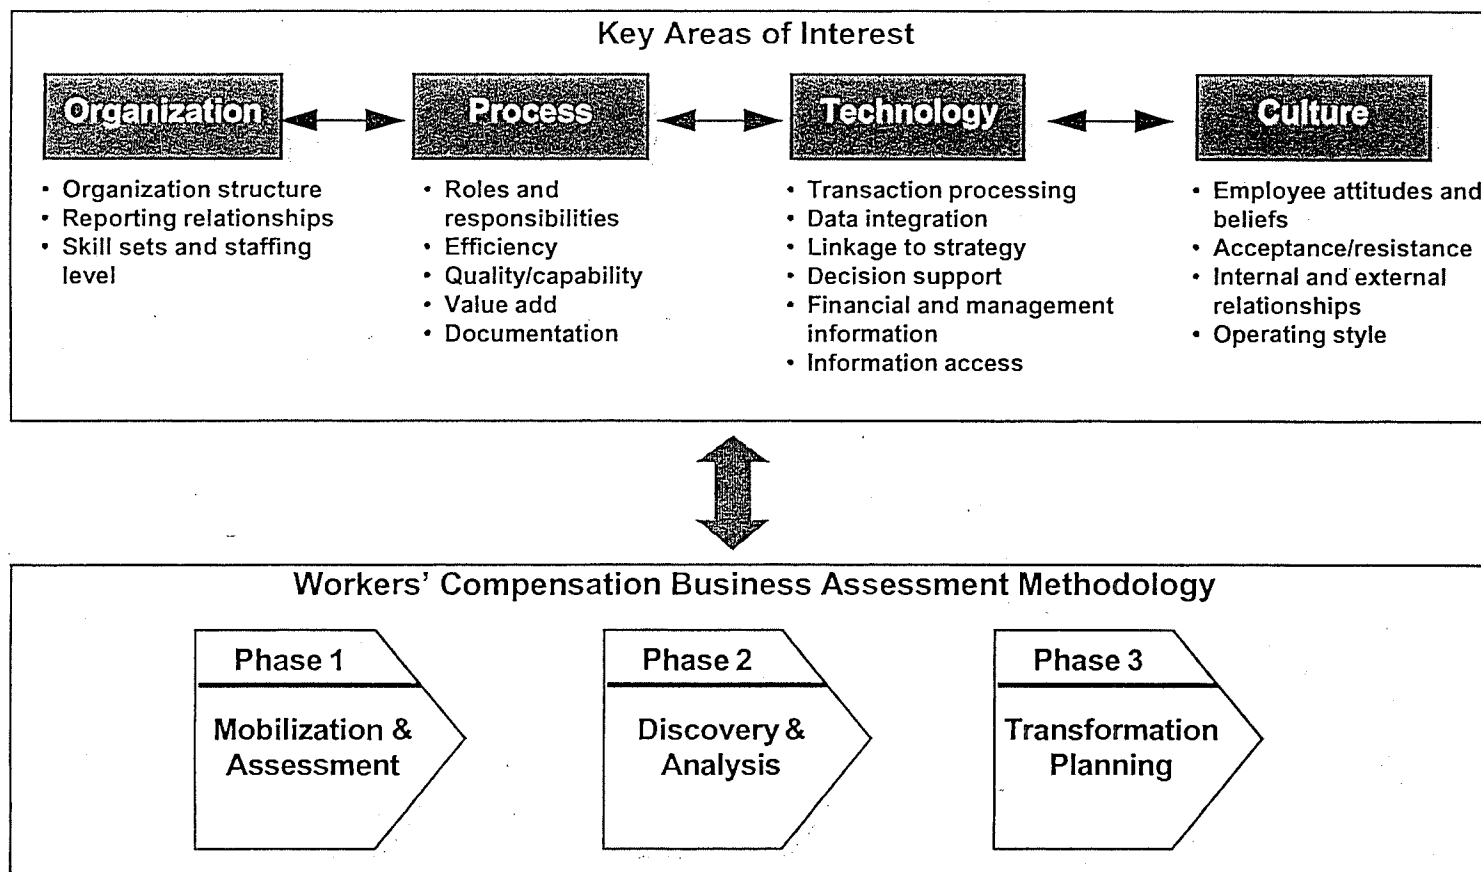 Key Areas of Interest
Organization
Process
Technology
Culture
• Organization structure
• Reporting relationships
• Skill sets and staffing
level
• Roles and
responsibilities
• Efficiency
• Quality/capability
• Value add
• Documentation
• Transaction processing
• Data integration
• Linkage to strategy
• Decision support
• Financial and management
information
• Information access
• Employee attitudes and
beliefs
• Acceptance/resistance
• Internal and external
relationships
• Operating style
Workers' Compensation Business Assessment Methodology
Phase 1
Mobilization &
Assessment
Phase 2
Discovery &
Analysis
Phase 3
Transformation
Planning